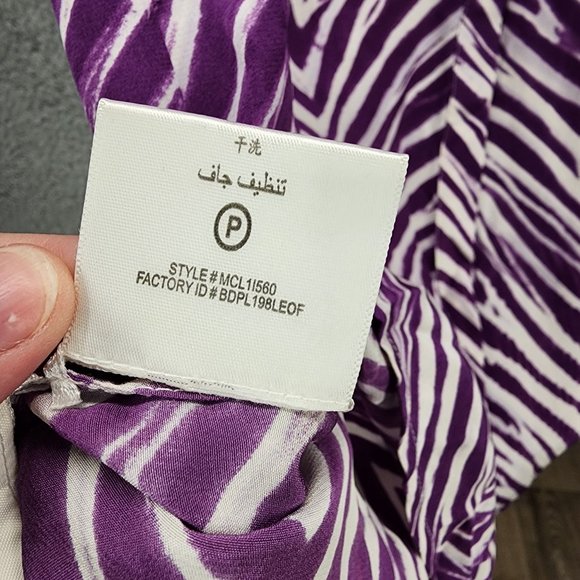 干洗
تنظيف جاف
P
STYLE # MCL1I560
FACTORY ID # BDPL198LEOF